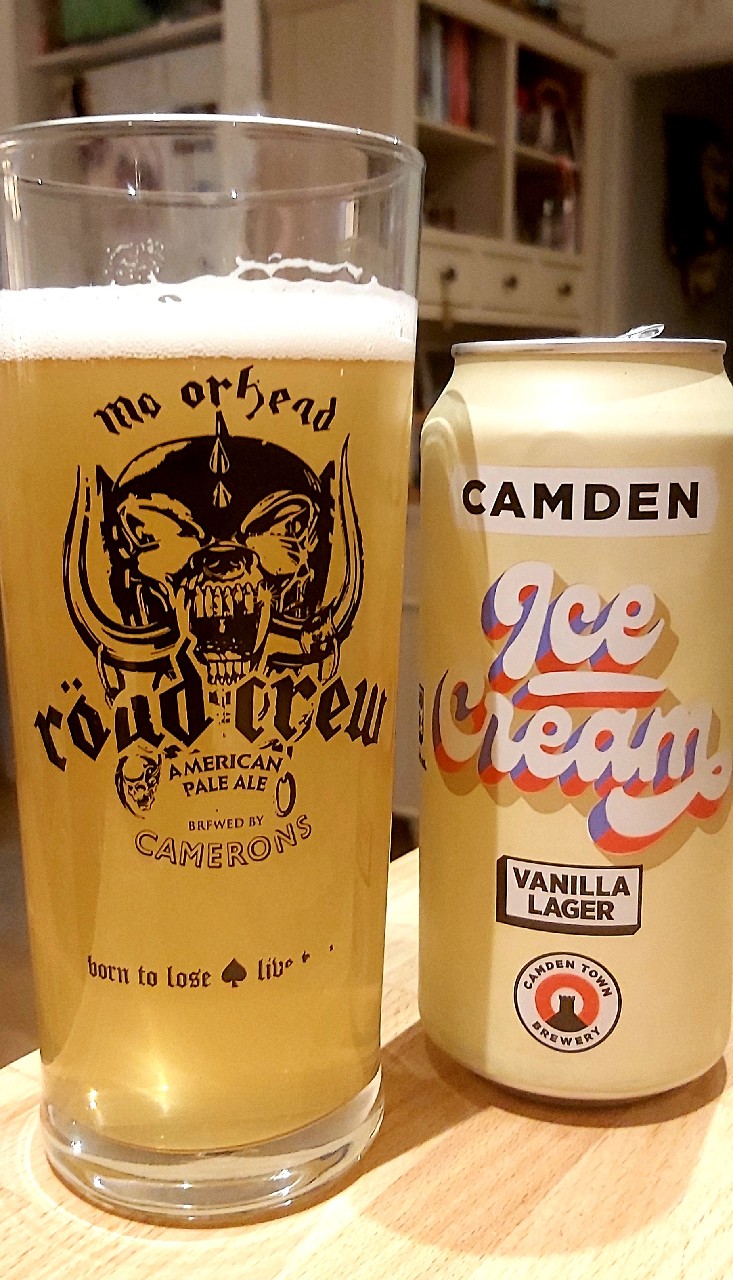 mo orhead
röad crew
AMERICAN
PALE ALE
BREWED BY
CAMERONS
born to lose ♠ live
CAMDEN
Ice
Cream
VANILLA
LAGER
CAMDEN TOWN
BREWERY